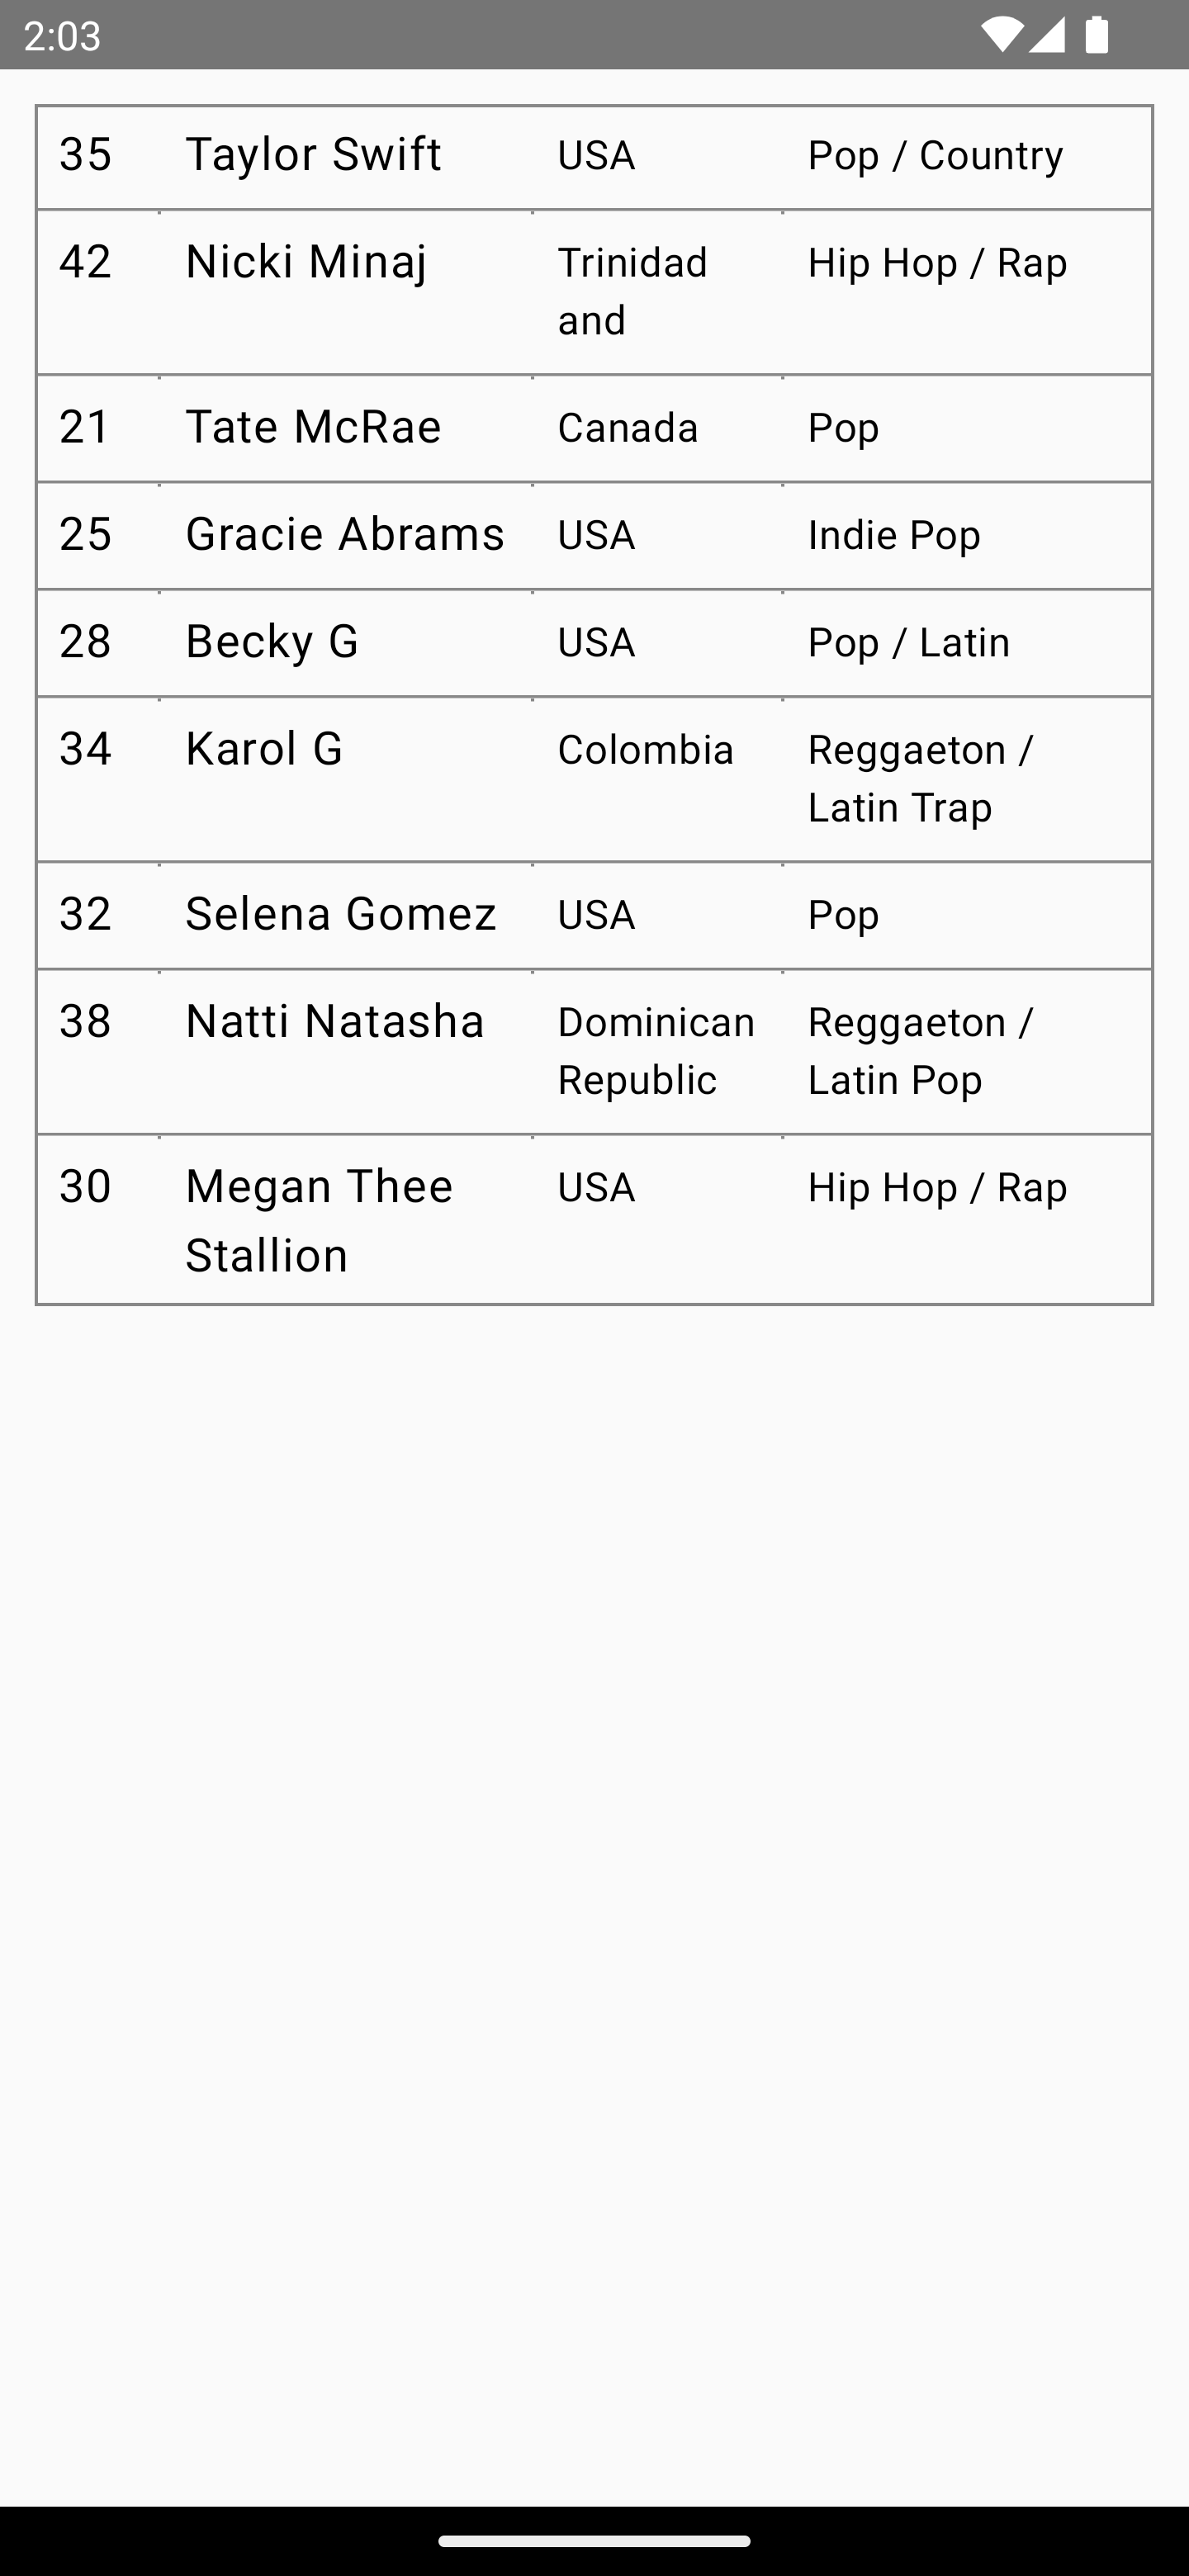 2:03
35 Taylor Swift USA Pop / Country
42 Nicki Minaj Trinidad Hip Hop / Rap
and
21 Tate McRae Canada Pop
25 Gracie Abrams USA Indie Pop
28 Becky G USA Pop / Latin
34 Karol G Colombia Reggaeton /
Latin Trap
32 Selena Gomez USA Pop
38 Natti Natasha Dominican Reggaeton /
Republic Latin Pop
30 Megan Thee USA Hip Hop / Rap
Stallion